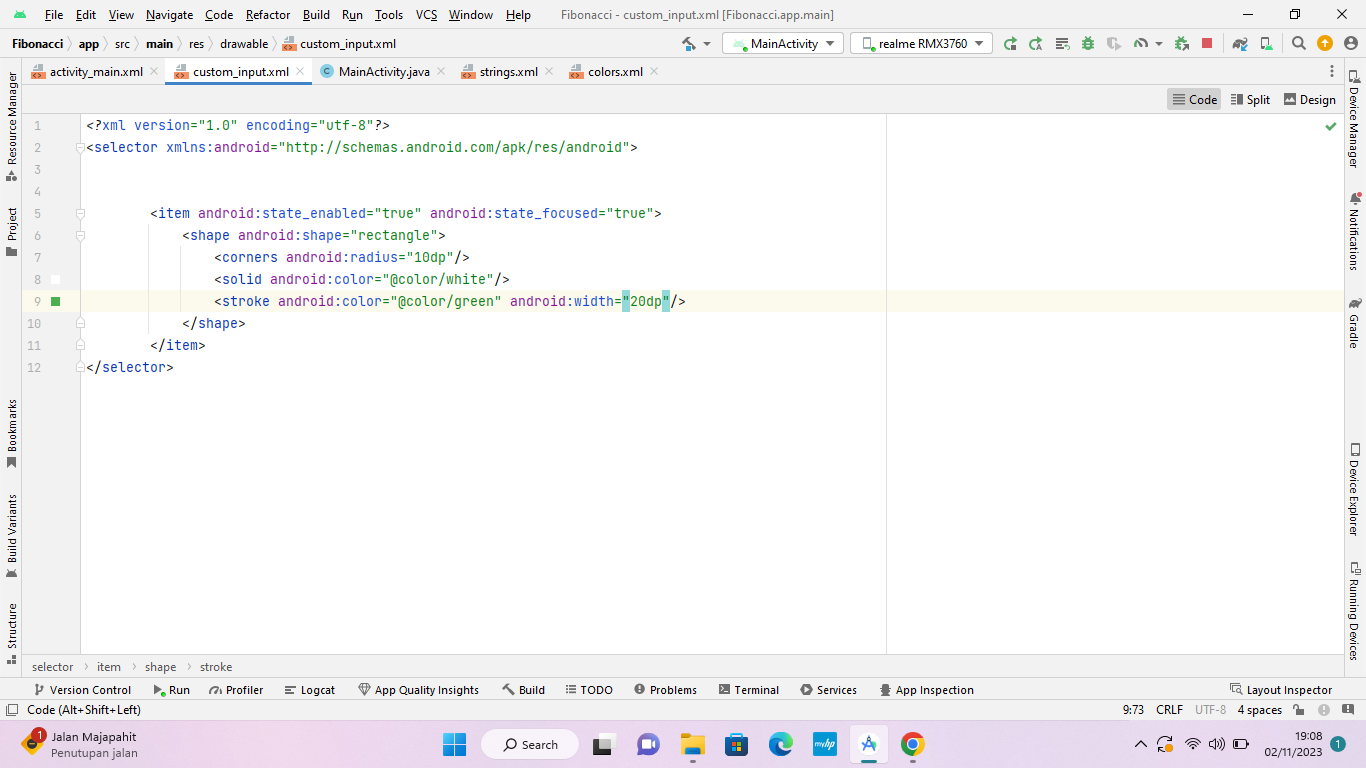 File Edit View Navigate Code Refactor Build Run Tools VCS Window Help Fibonacci - custom_input.xml [Fibonacci.app.main]
Fibonacci app src main res drawable custom_input.xml MainActivity realme RMX3760
activity_main.xml custom_input.xml MainActivity.java strings.xml colors.xml
Code Split Design
Resource Manager
Project
Bookmarks
Build Variants
Structure
1 <?xml version="1.0" encoding="utf-8"?>
2 <selector xmlns:android="http://schemas.android.com/apk/res/android">
3
4
5 <item android:state_enabled="true" android:state_focused="true">
6 <shape android:shape="rectangle">
7 <corners android:radius="10dp"/>
8 <solid android:color="@color/white"/>
9 <stroke android:color="@color/green" android:width="20dp"/>
10 </shape>
11 </item>
12 </selector>
Device Manager
Notifications
Gradle
Device Explorer
Running Devices
selector item shape stroke
Version Control Run Profiler Logcat App Quality Insights Build TODO Problems Terminal Services App Inspection Layout Inspector
Code (Alt+Shift+Left) 9:73 CRLF UTF-8 4 spaces
1 Jalan Majapahit
Penutupan jalan
Search
myhp
19:08
02/11/2023
1